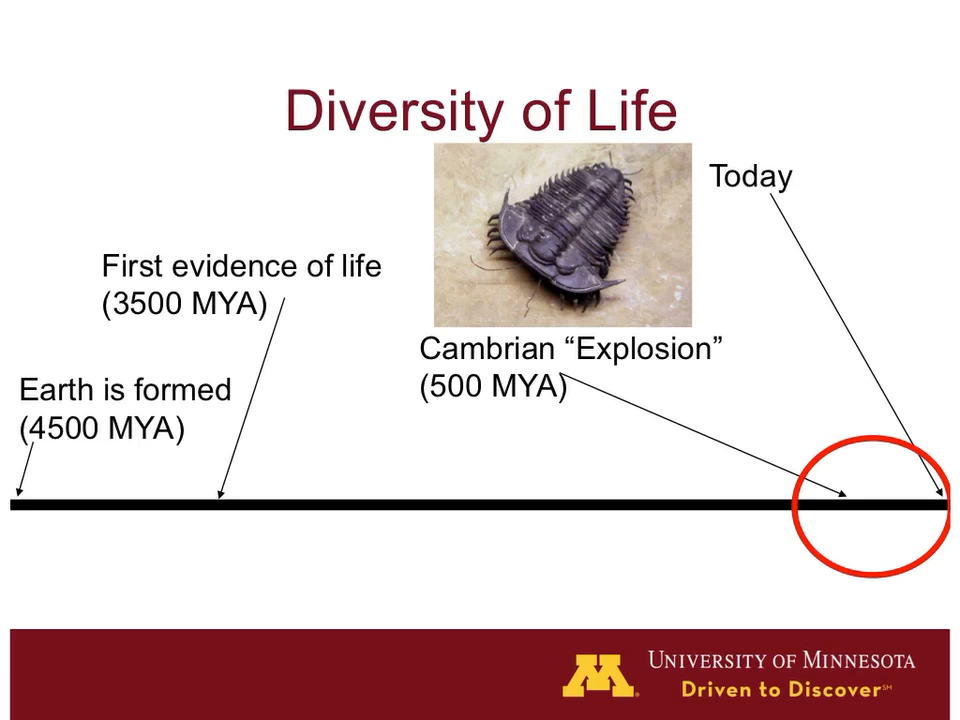 Diversity of Life
Today
First evidence of life
(3500 MYA)
Cambrian “Explosion”
(500 MYA)
Earth is formed
(4500 MYA)
M
UNIVERSITY OF MINNESOTA
Driven to Discover℠